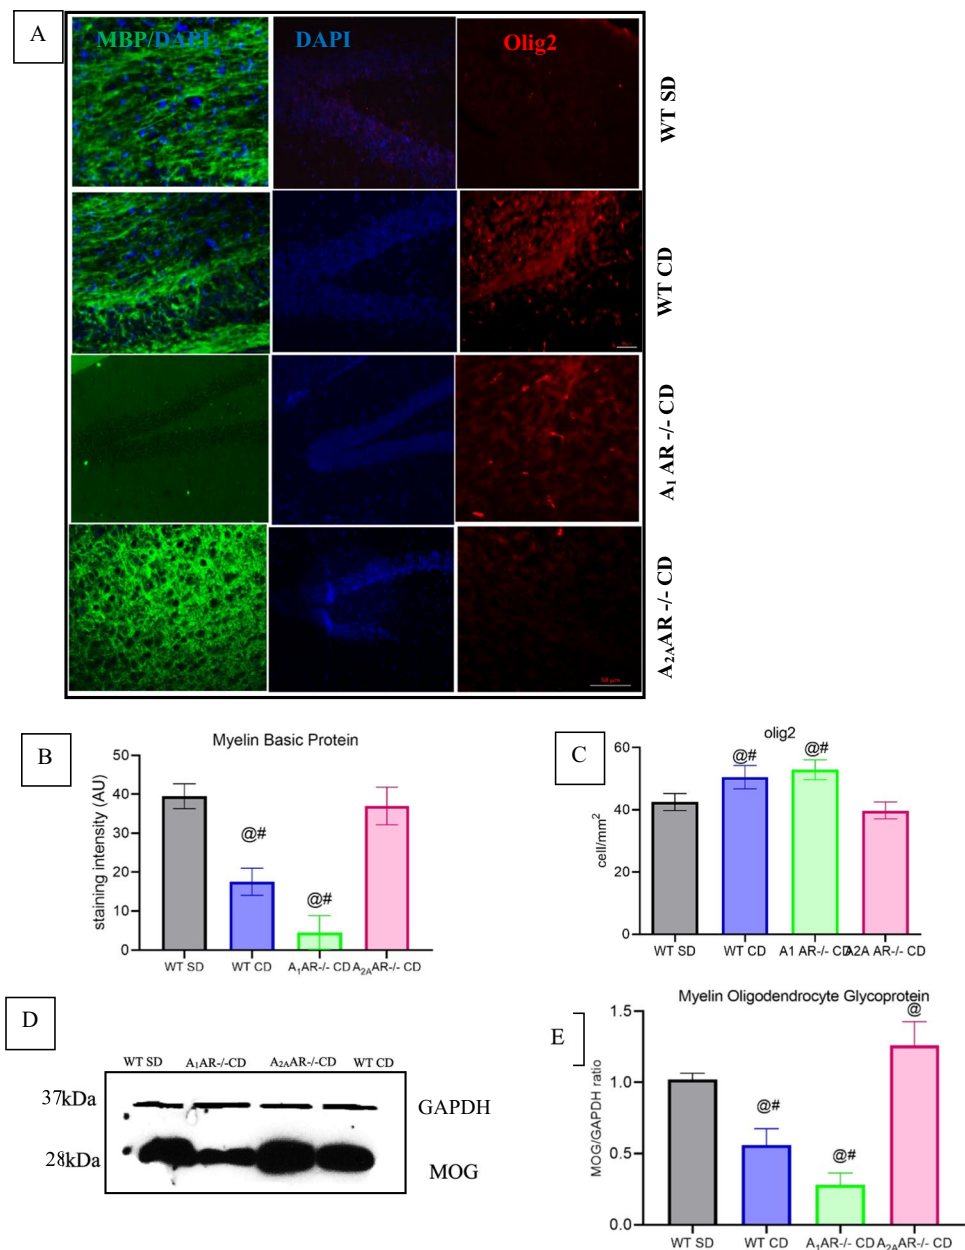 A
MBP/DAPI
DAPI
Olig2
WT SD
WT CD
A1 AR -/- CD
A2AAR -/- CD
50 µm
B
Myelin Basic Protein
staining intensity (AU)
50
40
30
20
10
0
@#
@#
WT SD
WT CD
A1AR-/- CD
A2AAR-/- CD
C
olig2
cell/mm2
60
40
20
0
@#
@#
WT SD
WT CD
A1 AR-/- CD
A2A AR-/- CD
D
WT SD
A1AR-/-CD
A2AAR-/-CD
WT CD
37kDa
GAPDH
28kDa
MOG
E
Myelin Oligodendrocyte Glycoprotein
MOG/GAPDH ratio
1.5
1.0
0.5
0.0
@#
@#
@
WT SD
WT CD
A1AR-/- CD
A2AAR-/- CD